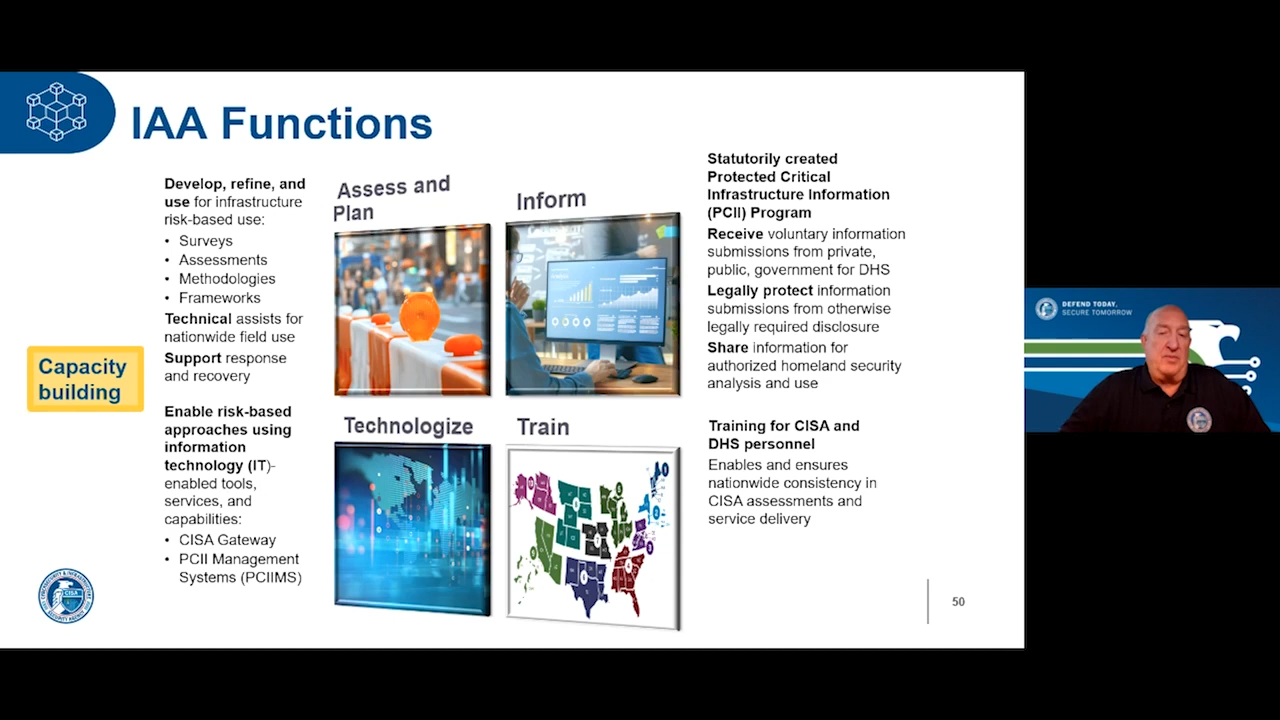 IAA Functions
Develop, refine, and
use for infrastructure
risk-based use:
• Surveys
• Assessments
• Methodologies
• Frameworks
Technical assists for
nationwide field use
Support response
and recovery
Capacity
building
Enable risk-based
approaches using
information
technology (IT)-
enabled tools,
services, and
capabilities:
• CISA Gateway
• PCII Management
Systems (PCIIMS)
Assess and
Plan
Inform
Technologize
Train
Statutorily created
Protected Critical
Infrastructure Information
(PCII) Program
Receive voluntary information
submissions from private,
public, government for DHS
Legally protect information
submissions from otherwise
legally required disclosure
Share information for
authorized homeland security
analysis and use
Training for CISA and
DHS personnel
Enables and ensures
nationwide consistency in
CISA assessments and
service delivery
CISA
50
DEFEND TODAY,
SECURE TOMORROW